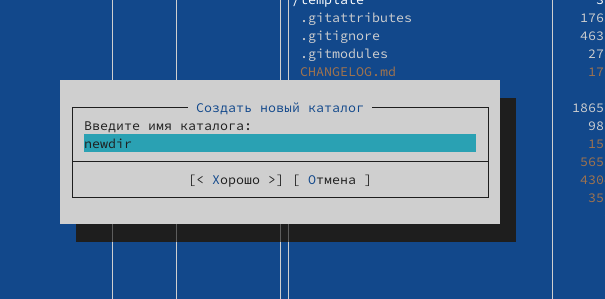 /template
.gitattributes 176
.gitignore 463
.gitmodules 27
CHANGELOG.md 17
Создать новый каталог
1865
Введите имя каталога: 98
newdir 15
565
[< Хорошо >] [ Отмена ] 430
35